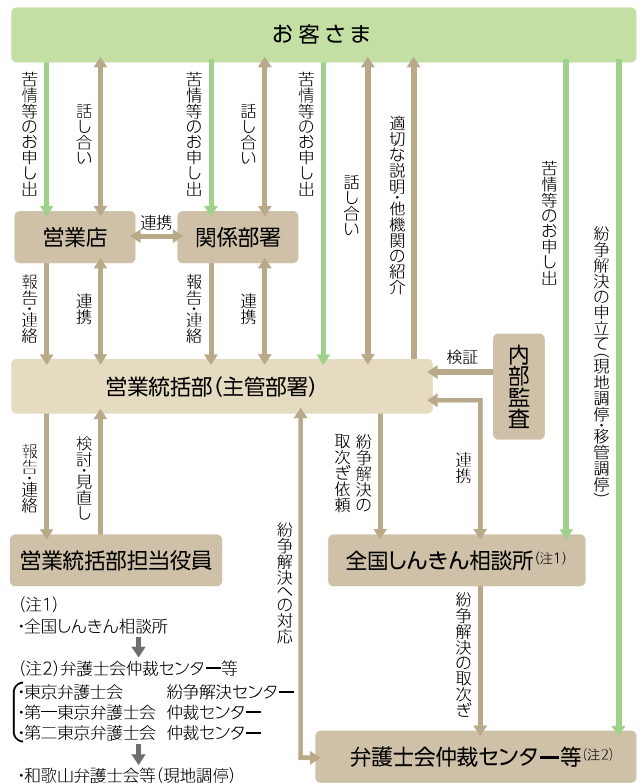 お客さま
苦情等のお申し出
話し合い
苦情等のお申し出
話し合い
苦情等のお申し出
話し合い
適切な説明・他機関の紹介
苦情等のお申し出
紛争解決の申立て(現地調停・移管調停)
営業店
連携
関係部署
報告・連絡
連携
報告・連絡
連携
営業統括部(主管部署)
検証
内部監査
報告・連絡
検討・見直し
紛争解決への対応
紛争解決の
取次ぎ依頼
連携
営業統括部担当役員
全国しんきん相談所(注1)
紛争解決の取次ぎ
弁護士会仲裁センター等(注2)
(注1)
・全国しんきん相談所
(注2)弁護士会仲裁センター等
・東京弁護士会 紛争解決センター
・第一東京弁護士会 仲裁センター
・第二東京弁護士会 仲裁センター
・和歌山弁護士会等(現地調停)